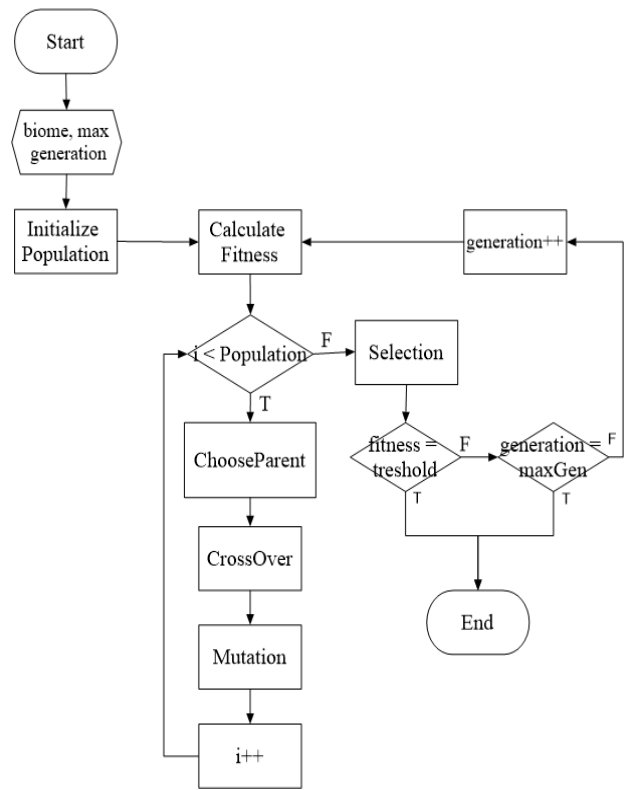 Start
biome, max
generation
Initialize
Population
Calculate
Fitness
generation++
i < Population
F
T
Selection
ChooseParent
fitness =
treshold
F
T
generation =
maxGen
F
T
CrossOver
End
Mutation
i++